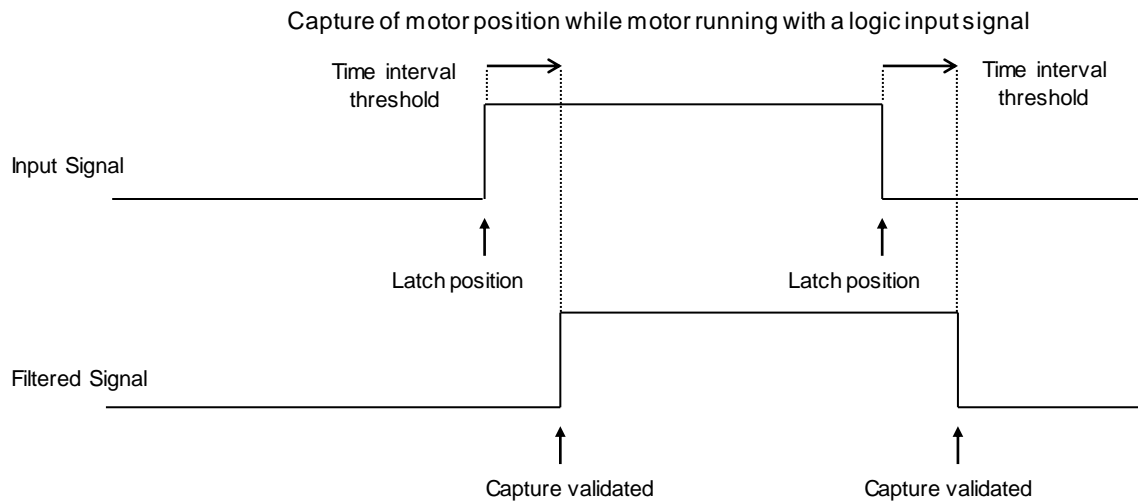 Capture of motor position while motor running with a logic input signal
Time interval
threshold
Time interval
threshold
Input Signal
Latch position
Latch position
Filtered Signal
Capture validated
Capture validated